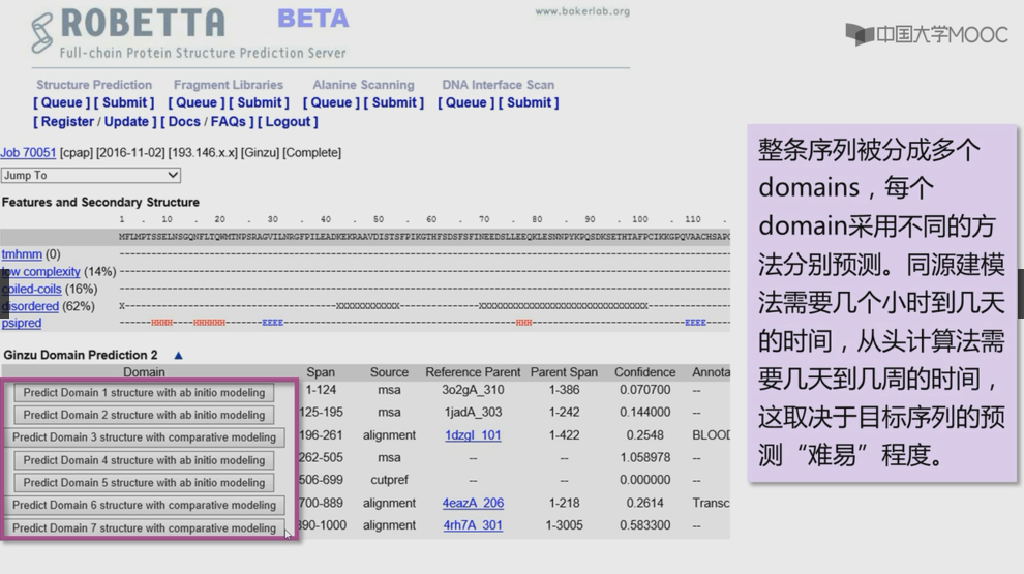 ROBETTA BETA
www.bakerlab.org
中国大学MOOC
Full-chain Protein Structure Prediction Server
Structure Prediction Fragment Libraries Alanine Scanning DNA Interface Scan
[ Queue ] [ Submit ] [ Queue ] [ Submit ] [ Queue ] [ Submit ] [ Queue ] [ Submit ]
[ Register / Update ] [ Docs / FAQs ] [ Logout ]
Job 70051 [cpap] [2016-11-02] [193.146.x.x] [Ginzu] [Complete]
Jump To
Features and Secondary Structure
1 . 10 . 20 . 30 . 40 . 50 . 60 . 70 . 80 . 90 . 100 . 110
tmhmm (0)
low complexity (14%)
coiled-coils (16%)
disordered (62%)
psipred
Ginzu Domain Prediction 2 ▲
Domain Span Source Reference Parent Parent Span Confidence Annota
Predict Domain 1 structure with ab initio modeling 1-124 msa 3o2gA_310 1-386 0.070700 --
Predict Domain 2 structure with ab initio modeling 125-195 msa 1jadA_303 1-242 0.144000 --
Predict Domain 3 structure with comparative modeling 196-261 alignment 1dzgI_101 1-422 0.2548 BLOOD
Predict Domain 4 structure with ab initio modeling 262-505 msa -- -- 1.058978 --
Predict Domain 5 structure with ab initio modeling 506-699 cutpref -- -- 0.000000 --
Predict Domain 6 structure with comparative modeling 700-889 alignment 4eazA_206 1-218 0.2614 Transc
Predict Domain 7 structure with comparative modeling 890-1000 alignment 4rh7A_301 1-3005 0.583300 --
整条序列被分成多个
domains，每个
domain采用不同的方
法分别预测。同源建模
法需要几个小时到几天
的时间，从头计算法需
要几天到几周的时间，
这取决于目标序列的预
测“难易”程度。